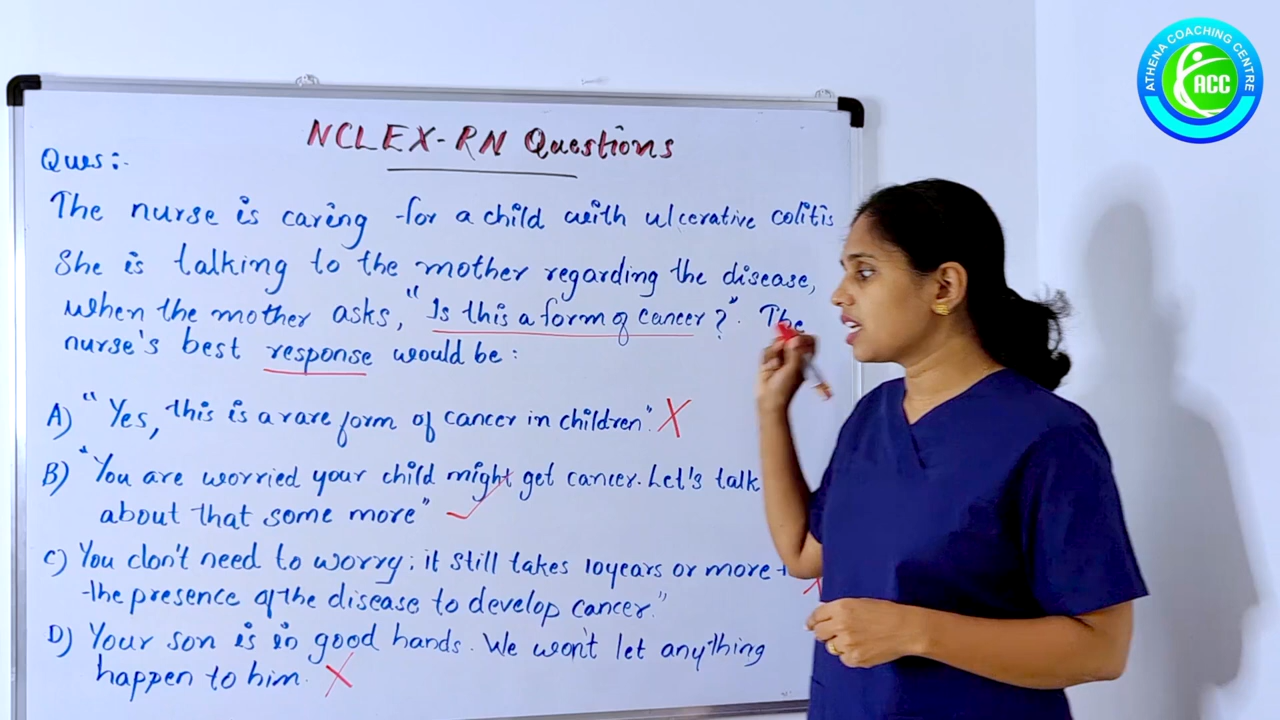 ATHENA COACHING CENTRE
ACC
NCLEX-RN Questions
Ques:-
The nurse is caring for a child with ulcerative colitis
She is talking to the mother regarding the disease,
when the mother asks, "Is this a form of cancer?". The
nurse's best response would be:
A) "Yes, this is a rare form of cancer in children".
B) "You are worried your child might get cancer. Let's talk
about that some more"
C) You don't need to worry; it still takes 10years or more
the presence of the disease to develop cancer."
D) Your son is in good hands. We won't let anything
happen to him.